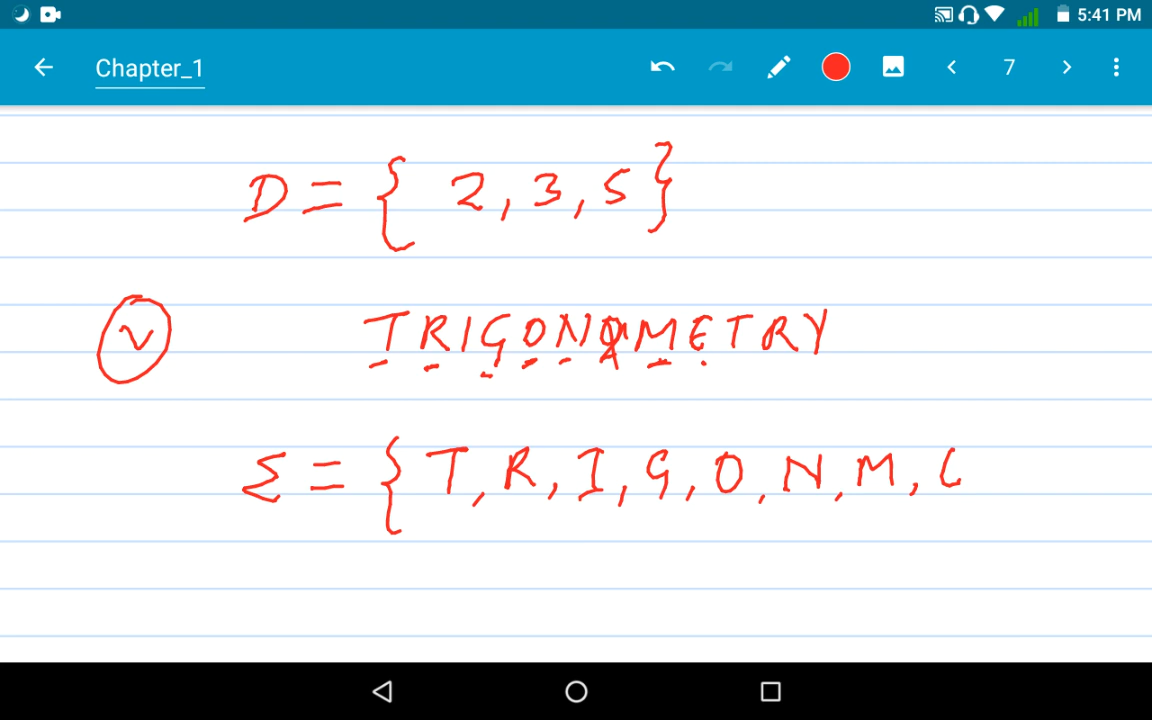 5:41 PM
Chapter_1
7
D = { 2, 3, 5 }
V TRIGONOMETRY
E = { T, R, I, G, O, N, M,